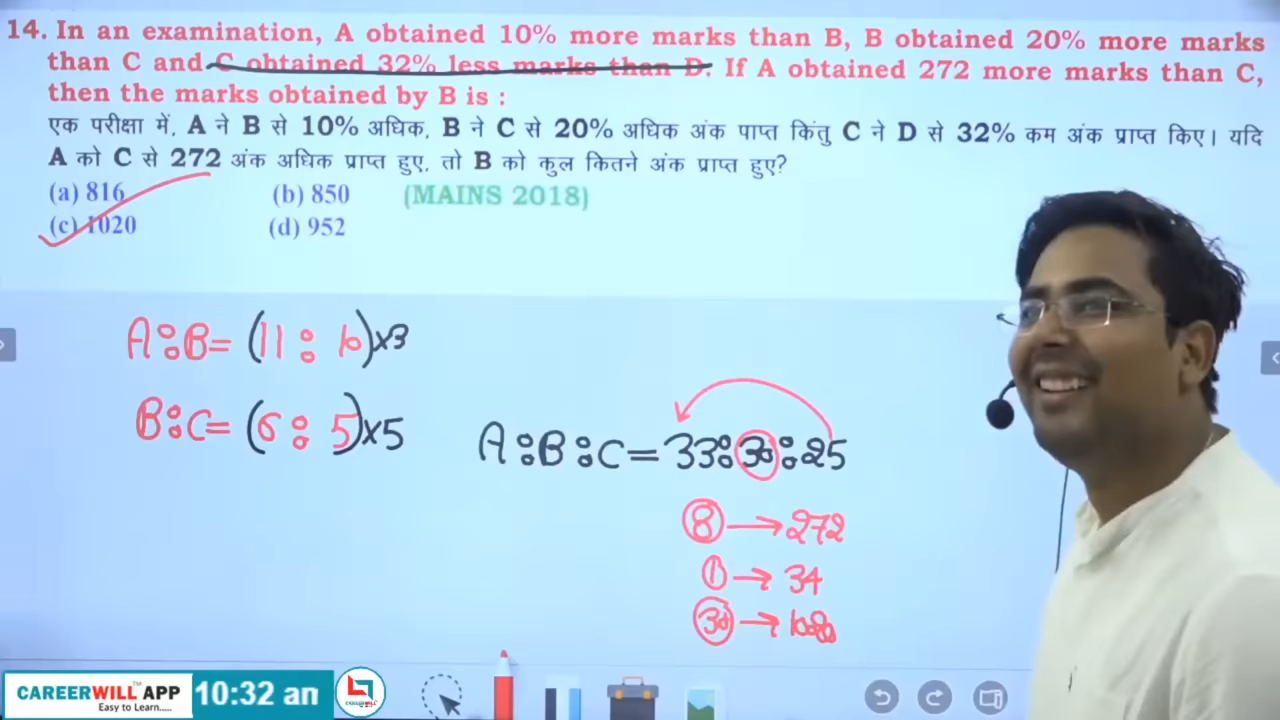 14. In an examination, A obtained 10% more marks than B, B obtained 20% more marks
than C and C obtained 32% less marks than D. If A obtained 272 more marks than C,
then the marks obtained by B is :
एक परीक्षा में, A ने B से 10% अधिक, B ने C से 20% अधिक अंक पाप्त किंतु C ने D से 32% कम अंक प्राप्त किए। यदि
A को C से 272 अंक अधिक प्राप्त हुए, तो B को कुल कितने अंक प्राप्त हुए?
(a) 816 (b) 850 (MAINS 2018)
(c) 1020 (d) 952
A:B= (11 : 10)×3
B:C= (6 : 5)×5
A:B:C=33:30:25
8→272
1→34
30→
CAREERWILL APP
Easy to Learn.....
10:32 an